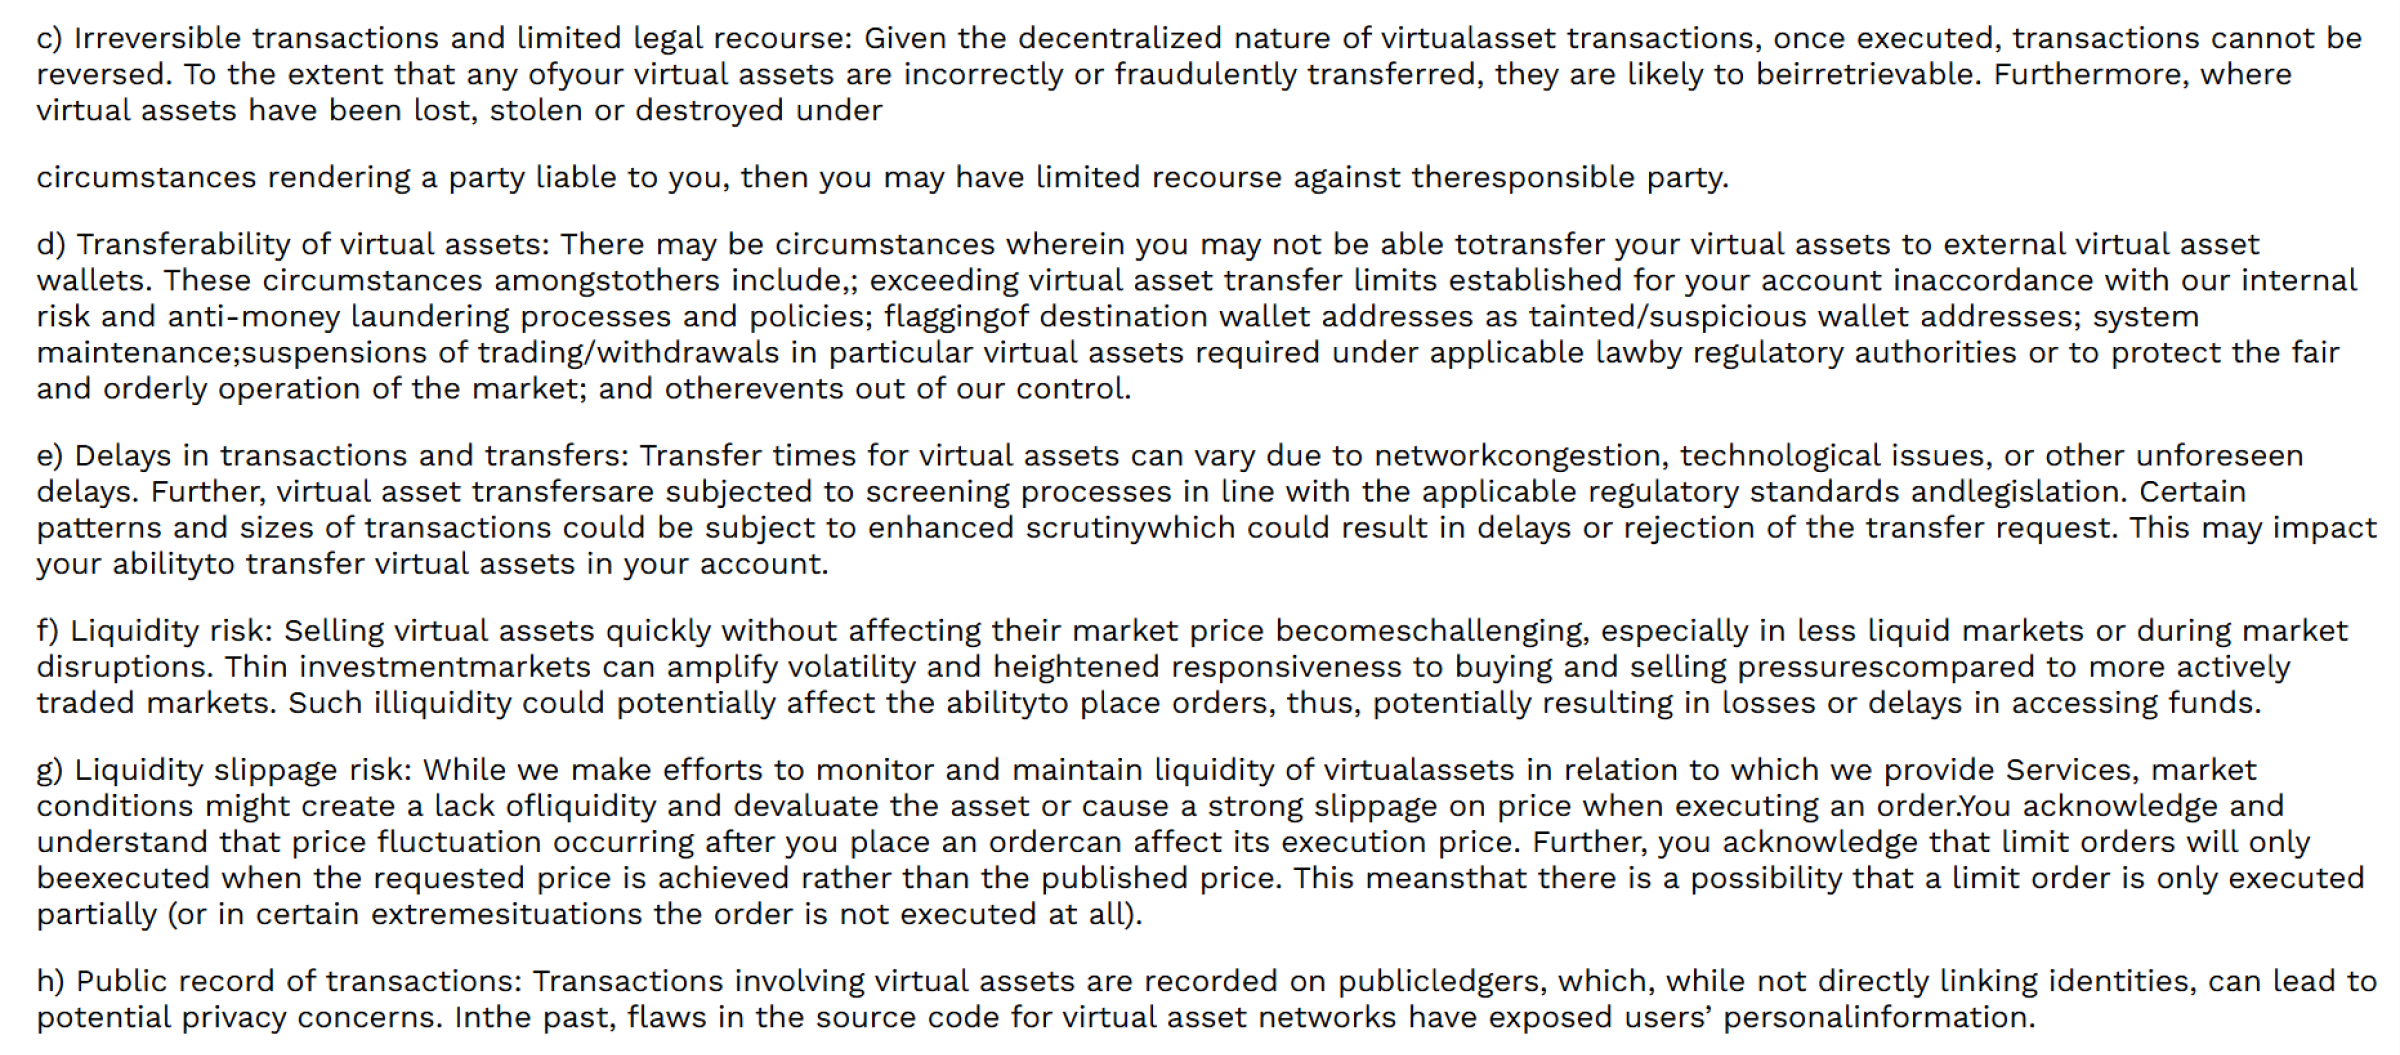 c) Irreversible transactions and limited legal recourse: Given the decentralized nature of virtualasset transactions, once executed, transactions cannot be
reversed. To the extent that any ofyour virtual assets are incorrectly or fraudulently transferred, they are likely to beirretrievable. Furthermore, where
virtual assets have been lost, stolen or destroyed under
circumstances rendering a party liable to you, then you may have limited recourse against theresponsible party.
d) Transferability of virtual assets: There may be circumstances wherein you may not be able totransfer your virtual assets to external virtual asset
wallets. These circumstances amongstothers include,; exceeding virtual asset transfer limits established for your account inaccordance with our internal
risk and anti-money laundering processes and policies; flaggingof destination wallet addresses as tainted/suspicious wallet addresses; system
maintenance;suspensions of trading/withdrawals in particular virtual assets required under applicable lawby regulatory authorities or to protect the fair
and orderly operation of the market; and otherevents out of our control.
e) Delays in transactions and transfers: Transfer times for virtual assets can vary due to networkcongestion, technological issues, or other unforeseen
delays. Further, virtual asset transfersare subjected to screening processes in line with the applicable regulatory standards andlegislation. Certain
patterns and sizes of transactions could be subject to enhanced scrutinywhich could result in delays or rejection of the transfer request. This may impact
your abilityto transfer virtual assets in your account.
f) Liquidity risk: Selling virtual assets quickly without affecting their market price becomeschallenging, especially in less liquid markets or during market
disruptions. Thin investmentmarkets can amplify volatility and heightened responsiveness to buying and selling pressurescompared to more actively
traded markets. Such illiquidity could potentially affect the abilityto place orders, thus, potentially resulting in losses or delays in accessing funds.
g) Liquidity slippage risk: While we make efforts to monitor and maintain liquidity of virtualassets in relation to which we provide Services, market
conditions might create a lack ofliquidity and devaluate the asset or cause a strong slippage on price when executing an order.You acknowledge and
understand that price fluctuation occurring after you place an ordercan affect its execution price. Further, you acknowledge that limit orders will only
beexecuted when the requested price is achieved rather than the published price. This meansthat there is a possibility that a limit order is only executed
partially (or in certain extremesituations the order is not executed at all).
h) Public record of transactions: Transactions involving virtual assets are recorded on publicledgers, which, while not directly linking identities, can lead to
potential privacy concerns. Inthe past, flaws in the source code for virtual asset networks have exposed users’ personalinformation.